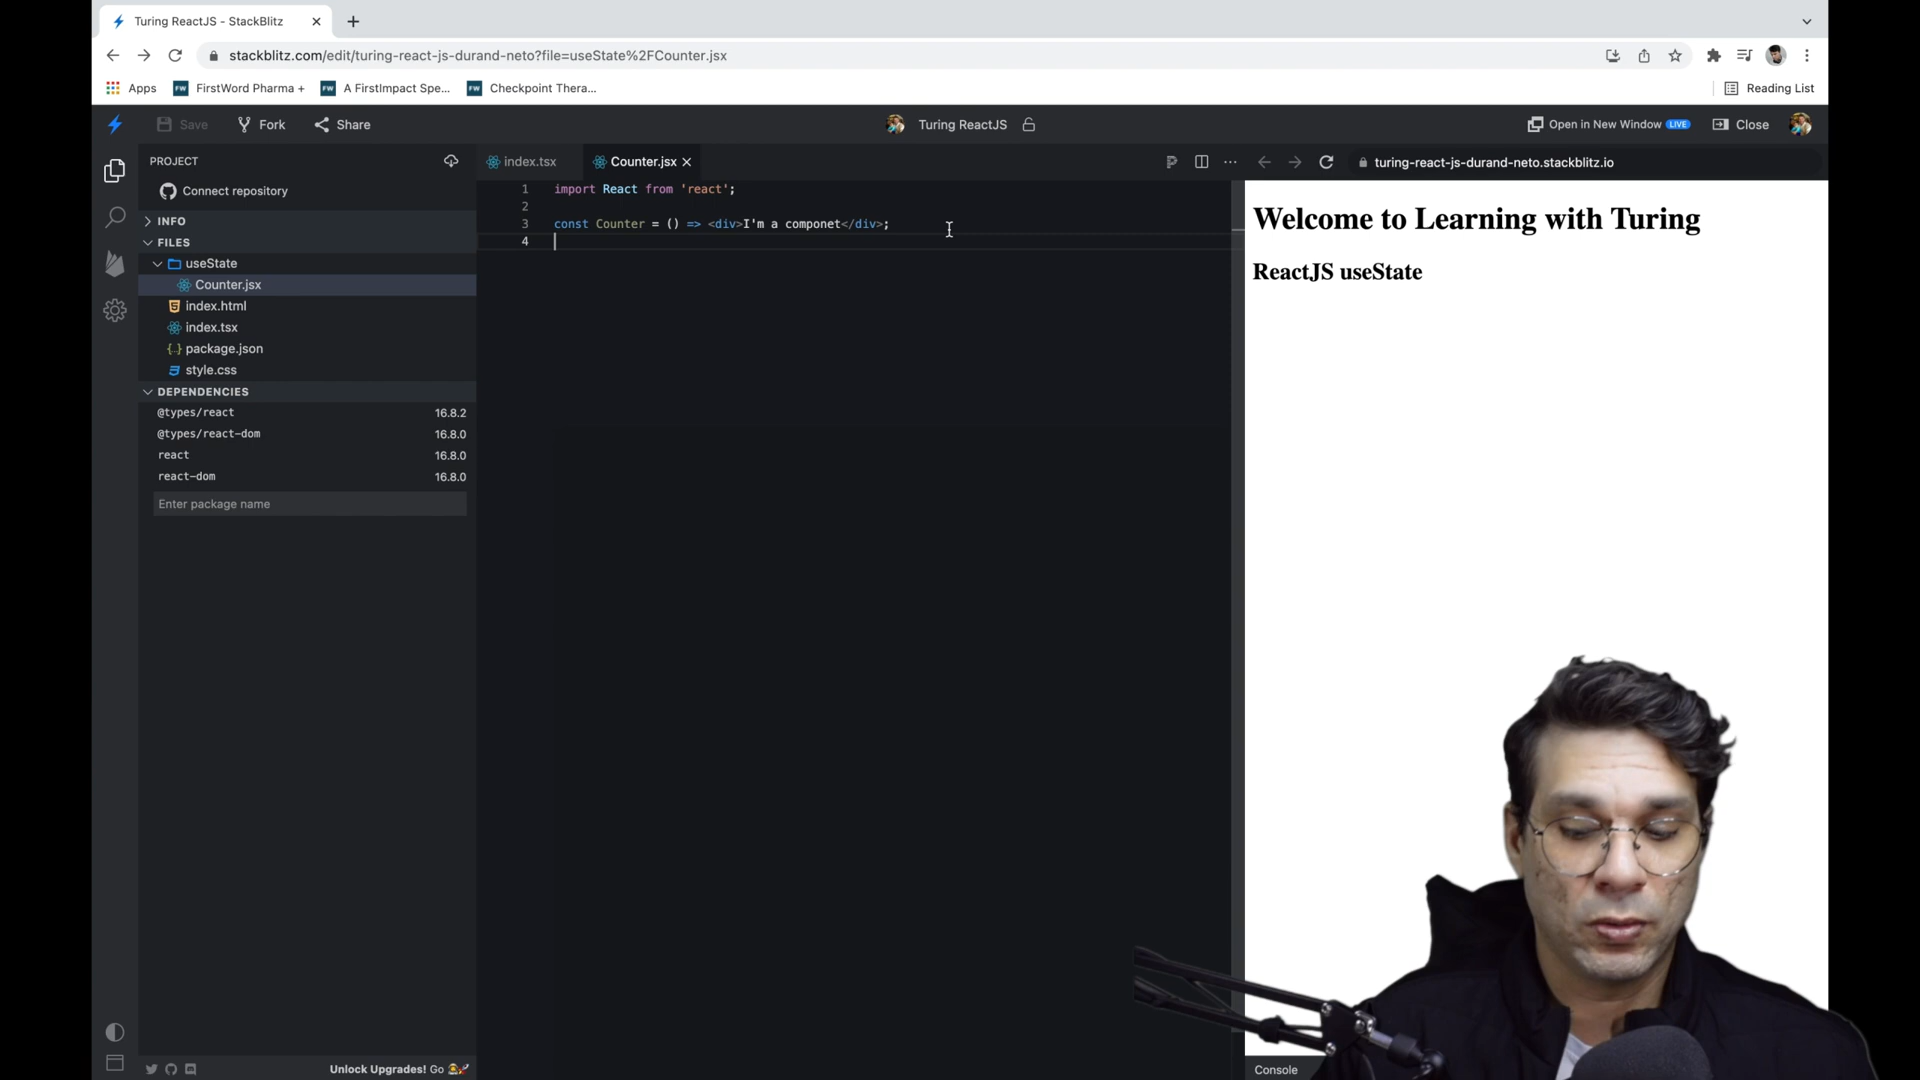 Turing ReactJS - StackBlitz
stackblitz.com/edit/turing-react-js-durand-neto?file=useState%2FCounter.jsx
Apps
FW FirstWord Pharma +
FW A FirstImpact Spe...
FW Checkpoint Thera...
Reading List
Save
Fork
Share
Turing ReactJS
Open in New Window LIVE
Close
PROJECT
index.tsx
Counter.jsx
turing-react-js-durand-neto.stackblitz.io
Connect repository
INFO
FILES
useState
Counter.jsx
index.html
index.tsx
package.json
style.css
DEPENDENCIES
@types/react 16.8.2
@types/react-dom 16.8.0
react 16.8.0
react-dom 16.8.0
Enter package name
1 import React from 'react';
2
3 const Counter = () => <div>I'm a componet</div>;
4
Welcome to Learning with Turing
ReactJS useState
Unlock Upgrades! Go
Console